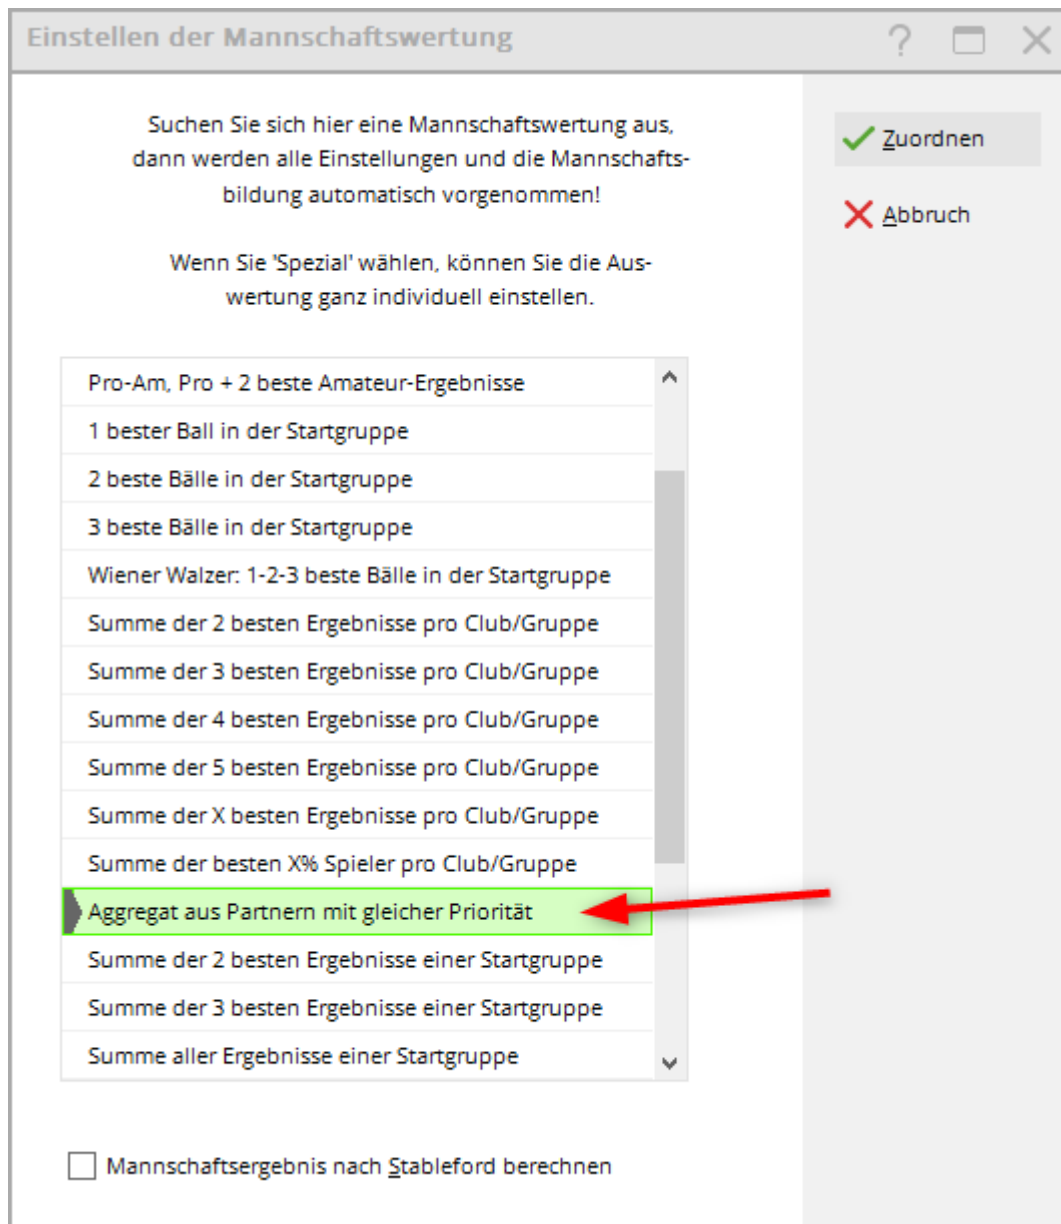 Einstellen der Mannschaftswertung
Suchen Sie sich hier eine Mannschaftswertung aus,
dann werden alle Einstellungen und die Mannschafts-
bildung automatisch vorgenommen!
Wenn Sie 'Spezial' wählen, können Sie die Aus-
wertung ganz individuell einstellen.
Zuordnen
Abbruch
Pro-Am, Pro + 2 beste Amateur-Ergebnisse
1 bester Ball in der Startgruppe
2 beste Bälle in der Startgruppe
3 beste Bälle in der Startgruppe
Wiener Walzer: 1-2-3 beste Bälle in der Startgruppe
Summe der 2 besten Ergebnisse pro Club/Gruppe
Summe der 3 besten Ergebnisse pro Club/Gruppe
Summe der 4 besten Ergebnisse pro Club/Gruppe
Summe der 5 besten Ergebnisse pro Club/Gruppe
Summe der X besten Ergebnisse pro Club/Gruppe
Summe der besten X% Spieler pro Club/Gruppe
Aggregat aus Partnern mit gleicher Priorität
Summe der 2 besten Ergebnisse einer Startgruppe
Summe der 3 besten Ergebnisse einer Startgruppe
Summe aller Ergebnisse einer Startgruppe
Mannschaftsergebnis nach Stableford berechnen